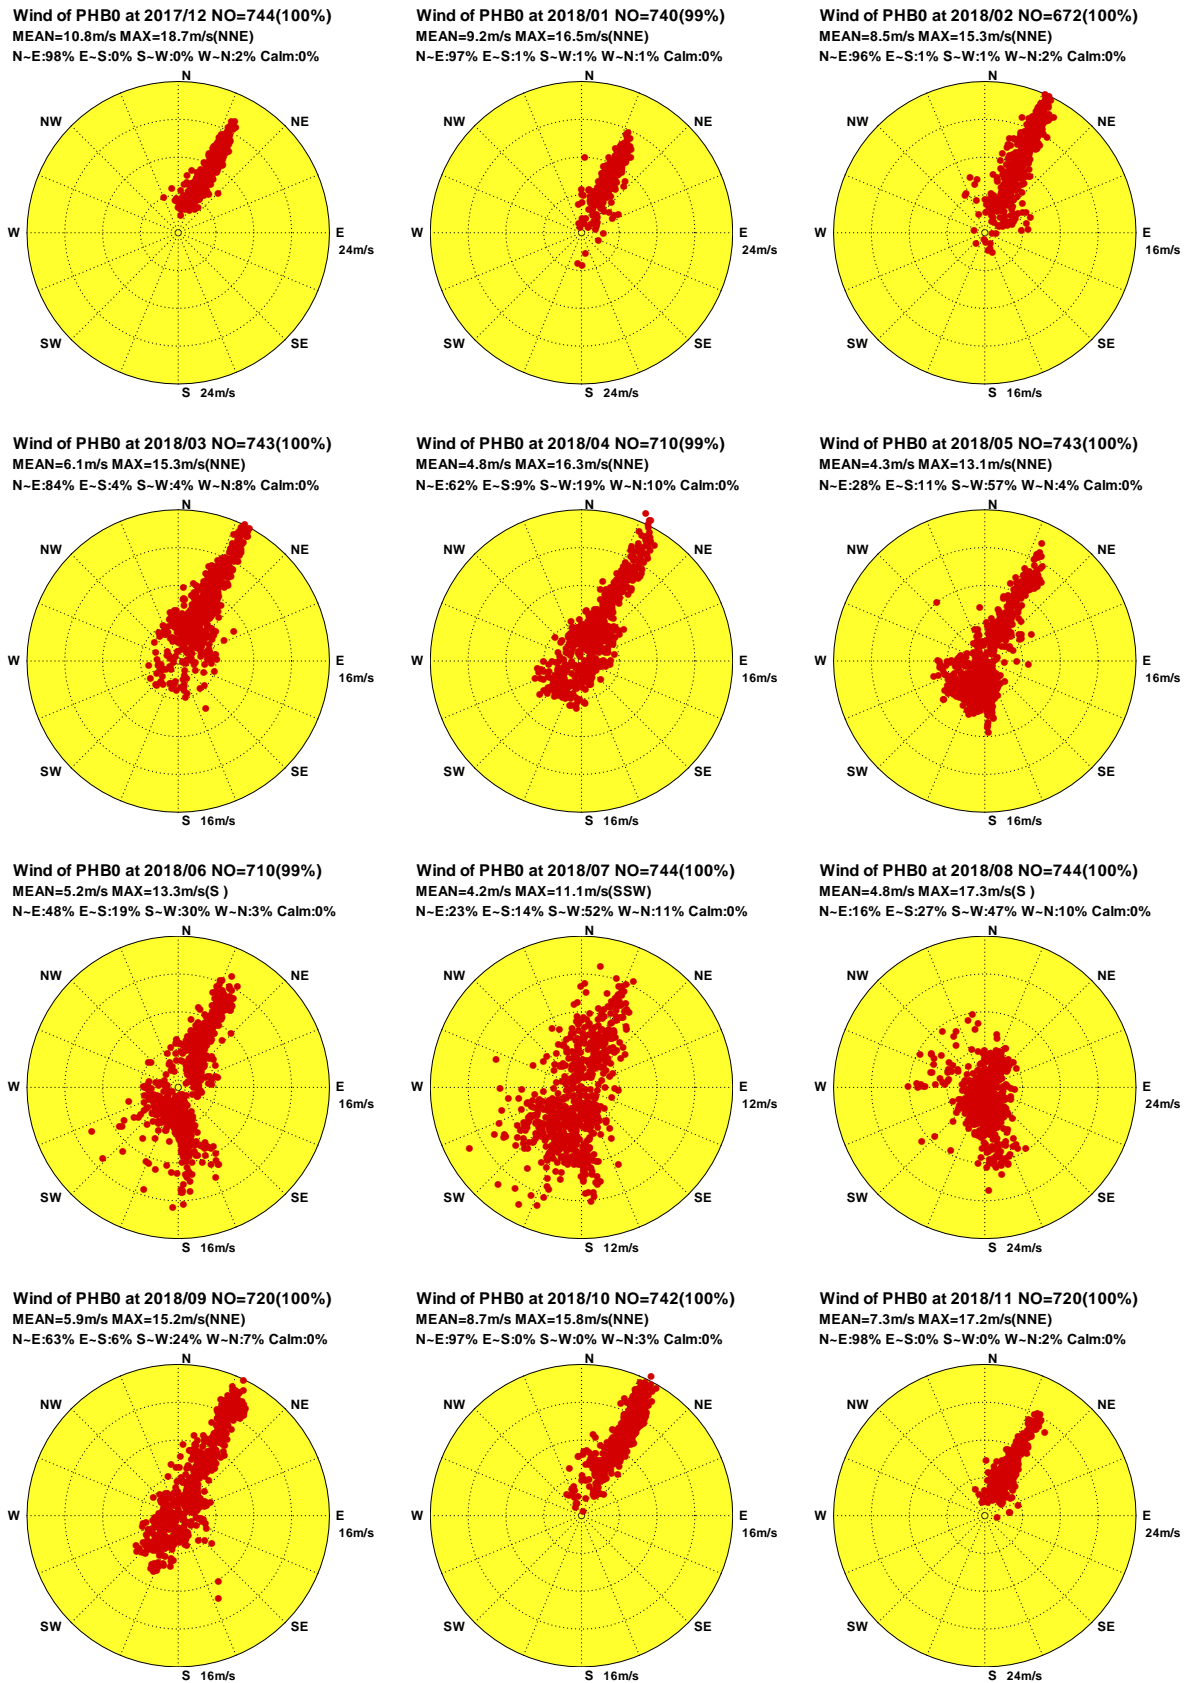 Wind of PHB0 at 2017/12 NO=744(100%)
MEAN=10.8m/s MAX=18.7m/s(NNE)
N~E:98% E~S:0% S~W:0% W~N:2% Calm:0%
N
NW
NE
W
E
24m/s
SW
SE
S 24m/s
Wind of PHB0 at 2018/01 NO=740(99%)
MEAN=9.2m/s MAX=16.5m/s(NNE)
N~E:97% E~S:1% S~W:1% W~N:1% Calm:0%
N
NW
NE
W
E
24m/s
SW
SE
S 24m/s
Wind of PHB0 at 2018/02 NO=672(100%)
MEAN=8.5m/s MAX=15.3m/s(NNE)
N~E:96% E~S:1% S~W:1% W~N:2% Calm:0%
N
NW
NE
W
E
16m/s
SW
SE
S 16m/s
Wind of PHB0 at 2018/03 NO=743(100%)
MEAN=6.1m/s MAX=15.3m/s(NNE)
N~E:84% E~S:4% S~W:4% W~N:8% Calm:0%
N
NW
NE
W
E
16m/s
SW
SE
S 16m/s
Wind of PHB0 at 2018/04 NO=710(99%)
MEAN=4.8m/s MAX=16.3m/s(NNE)
N~E:62% E~S:9% S~W:19% W~N:10% Calm:0%
N
NW
NE
W
E
16m/s
SW
SE
S 16m/s
Wind of PHB0 at 2018/05 NO=743(100%)
MEAN=4.3m/s MAX=13.1m/s(NNE)
N~E:28% E~S:11% S~W:57% W~N:4% Calm:0%
N
NW
NE
W
E
16m/s
SW
SE
S 16m/s
Wind of PHB0 at 2018/06 NO=710(99%)
MEAN=5.2m/s MAX=13.3m/s(S )
N~E:48% E~S:19% S~W:30% W~N:3% Calm:0%
N
NW
NE
W
E
16m/s
SW
SE
S 16m/s
Wind of PHB0 at 2018/07 NO=744(100%)
MEAN=4.2m/s MAX=11.1m/s(SSW)
N~E:23% E~S:14% S~W:52% W~N:11% Calm:0%
N
NW
NE
W
E
12m/s
SW
SE
S 12m/s
Wind of PHB0 at 2018/08 NO=744(100%)
MEAN=4.8m/s MAX=17.3m/s(S )
N~E:16% E~S:27% S~W:47% W~N:10% Calm:0%
N
NW
NE
W
E
24m/s
SW
SE
S 24m/s
Wind of PHB0 at 2018/09 NO=720(100%)
MEAN=5.9m/s MAX=15.2m/s(NNE)
N~E:63% E~S:6% S~W:24% W~N:7% Calm:0%
N
NW
NE
W
E
16m/s
SW
SE
S 16m/s
Wind of PHB0 at 2018/10 NO=742(100%)
MEAN=8.7m/s MAX=15.8m/s(NNE)
N~E:97% E~S:0% S~W:0% W~N:3% Calm:0%
N
NW
NE
W
E
16m/s
SW
SE
S 16m/s
Wind of PHB0 at 2018/11 NO=720(100%)
MEAN=7.3m/s MAX=17.2m/s(NNE)
N~E:98% E~S:0% S~W:0% W~N:2% Calm:0%
N
NW
NE
W
E
24m/s
SW
SE
S 24m/s